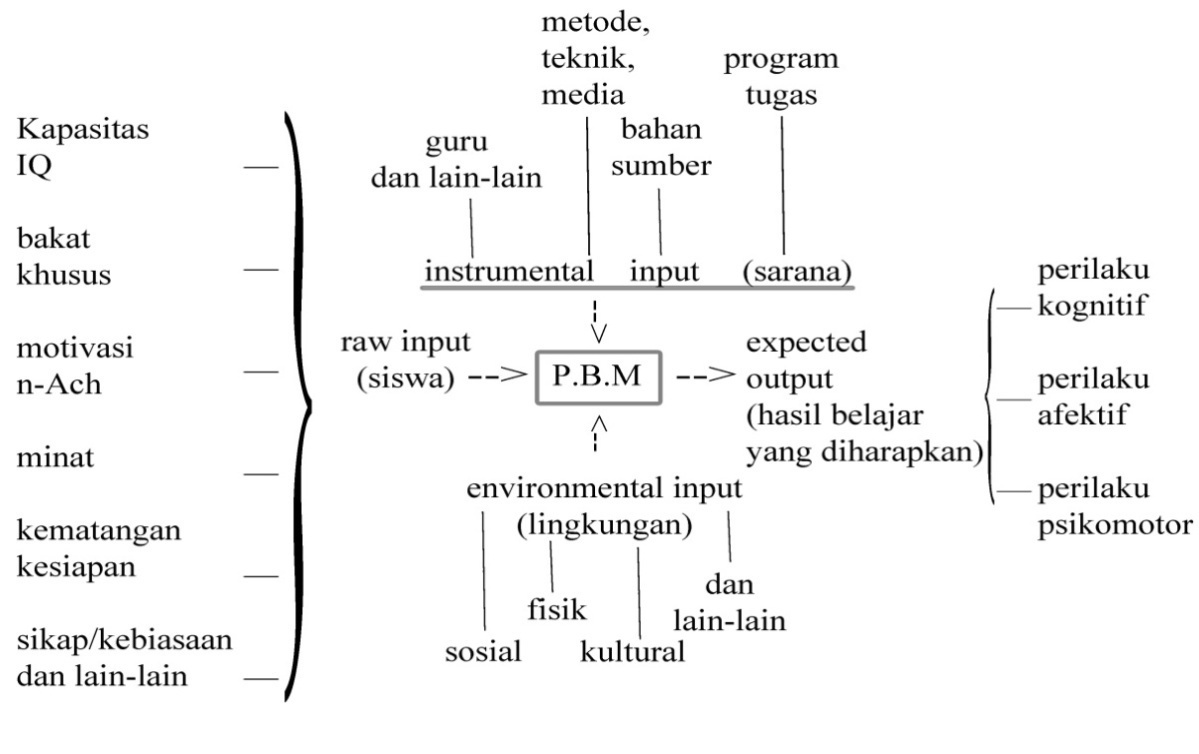 Kapasitas
IQ
bakat
khusus
motivasi
n-Ach
minat
kematangan
kesiapan
sikap/kebiasaan
dan lain-lain
guru
dan lain-lain
metode,
teknik,
media
bahan
sumber
program
tugas
instrumental input (sarana)
raw input
(siswa)
P.B.M
expected
output
(hasil belajar
yang diharapkan)
environmental input
(lingkungan)
sosial
fisik
kultural
dan
lain-lain
perilaku
kognitif
perilaku
afektif
perilaku
psikomotor